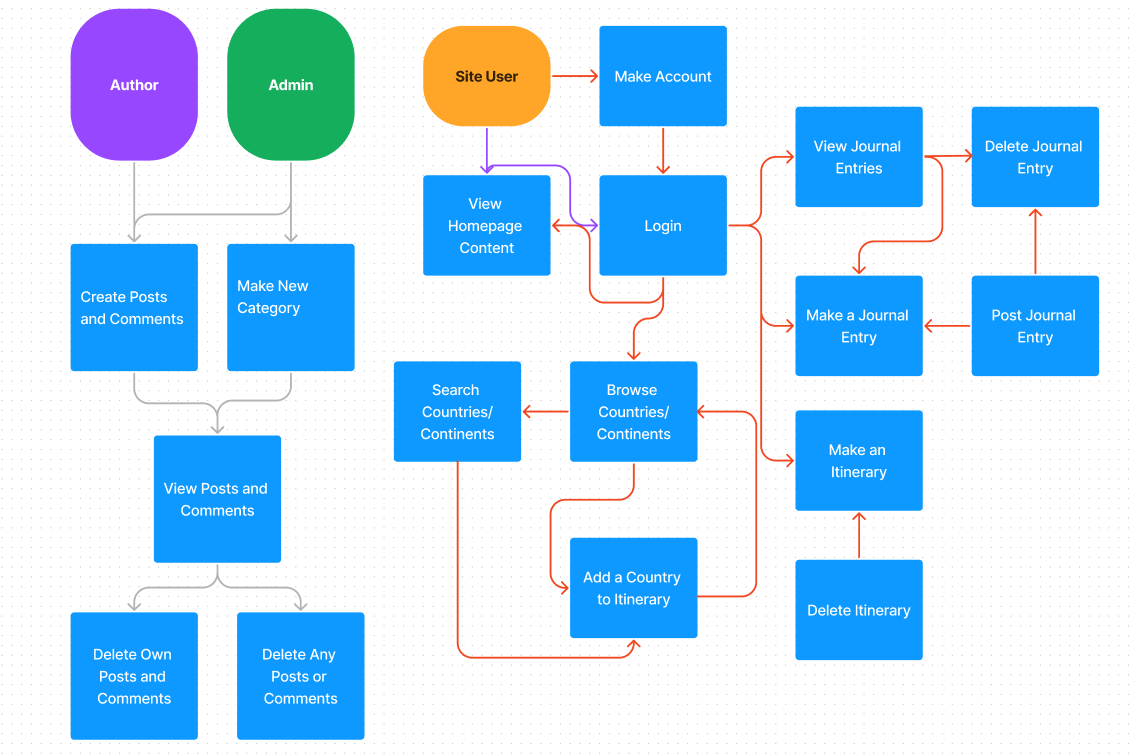 Author
Admin
Site User
Make Account
View Journal
Entries
Delete Journal
Entry
View
Homepage
Content
Login
Create Posts
and Comments
Make New
Category
Make a Journal
Entry
Post Journal
Entry
Search
Countries/
Continents
Browse
Countries/
Continents
Make an
Itinerary
View Posts and
Comments
Add a Country
to Itinerary
Delete Itinerary
Delete Own
Posts and
Comments
Delete Any
Posts or
Comments